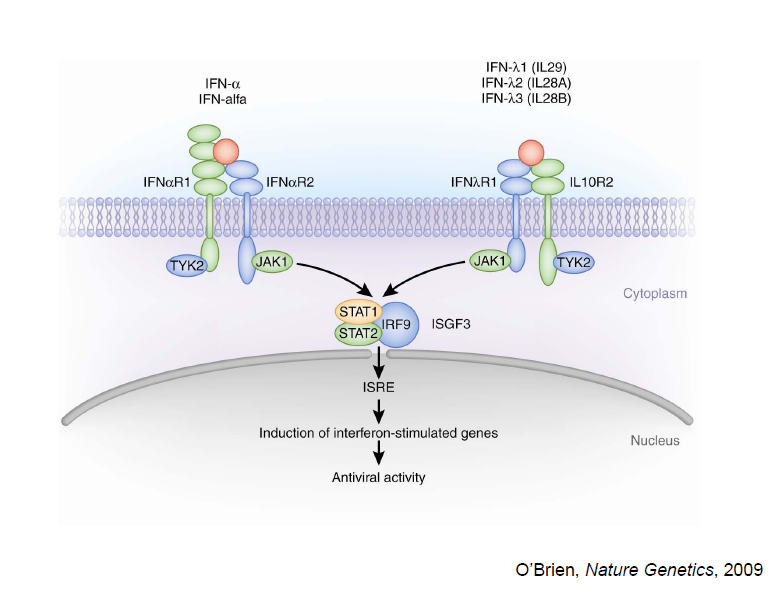 IFN-α
IFN-alfa
IFN-λ1 (IL29)
IFN-λ2 (IL28A)
IFN-λ3 (IL28B)
IFNαR1
IFNαR2
IFNλR1
IL10R2
TYK2
JAK1
JAK1
TYK2
Cytoplasm
STAT1
STAT2
IRF9
ISGF3
ISRE
Induction of interferon-stimulated genes
Nucleus
Antiviral activity
O'Brien, Nature Genetics, 2009